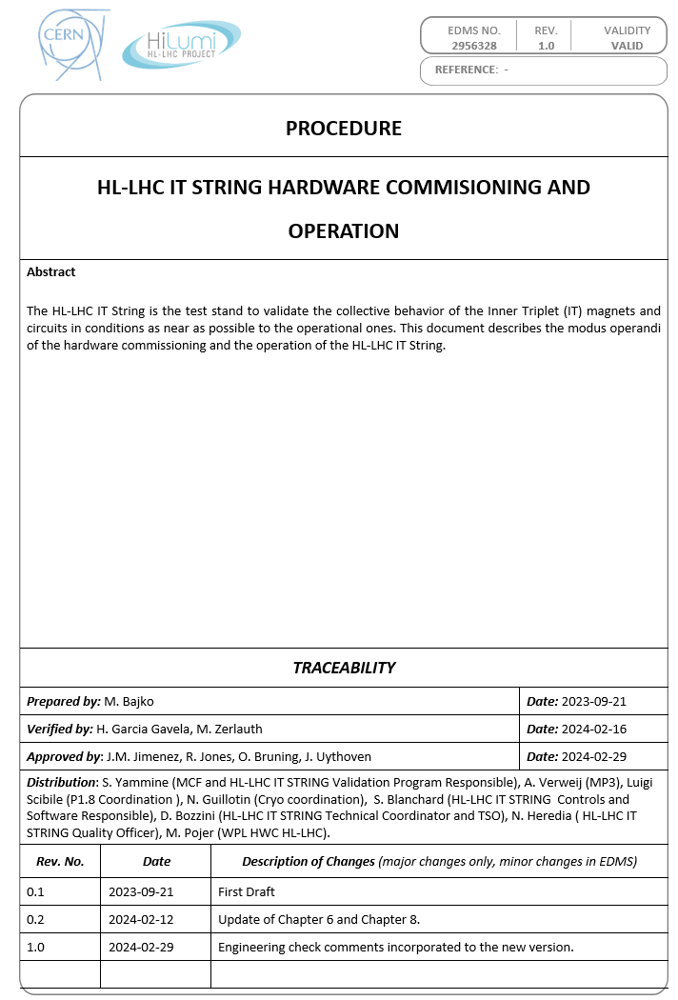 CERN
HiLumi
HL-LHC PROJECT
EDMS NO. REV. VALIDITY
2956328 1.0 VALID
REFERENCE: -
PROCEDURE
HL-LHC IT STRING HARDWARE COMMISIONING AND
OPERATION
Abstract
The HL-LHC IT String is the test stand to validate the collective behavior of the Inner Triplet (IT) magnets and
circuits in conditions as near as possible to the operational ones. This document describes the modus operandi
of the hardware commissioning and the operation of the HL-LHC IT String.
TRACEABILITY
Prepared by: M. Bajko Date: 2023-09-21
Verified by: H. Garcia Gavela, M. Zerlauth Date: 2024-02-16
Approved by: J.M. Jimenez, R. Jones, O. Bruning, J. Uythoven Date: 2024-02-29
Distribution: S. Yammine (MCF and HL-LHC IT STRING Validation Program Responsible), A. Verweij (MP3), Luigi
Scibile (P1.8 Coordination ), N. Guillotin (Cryo coordination), S. Blanchard (HL-LHC IT STRING Controls and
Software Responsible), D. Bozzini (HL-LHC IT STRING Technical Coordinator and TSO), N. Heredia ( HL-LHC IT
STRING Quality Officer), M. Pojer (WPL HWC HL-LHC).
Rev. No. Date Description of Changes (major changes only, minor changes in EDMS)
0.1 2023-09-21 First Draft
0.2 2024-02-12 Update of Chapter 6 and Chapter 8.
1.0 2024-02-29 Engineering check comments incorporated to the new version.